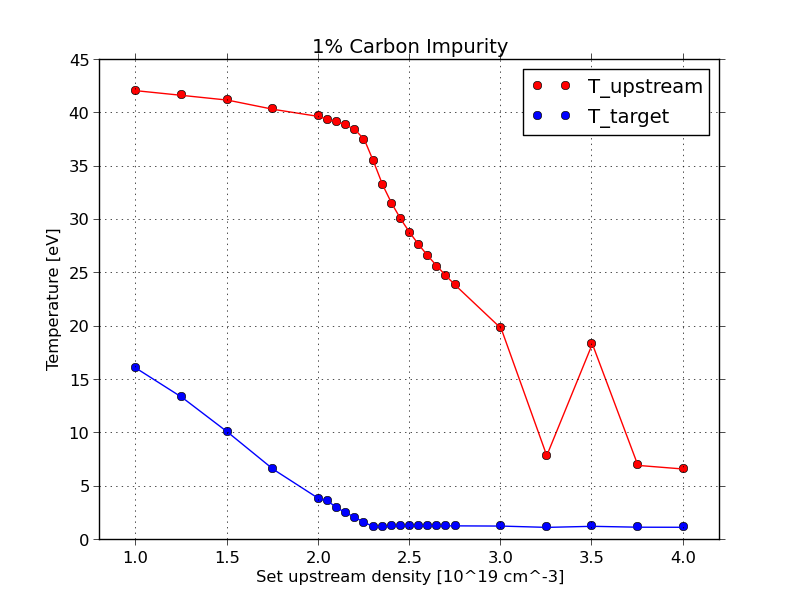 1% Carbon Impurity
T_upstream
T_target
Temperature [eV]
45
40
35
30
25
20
15
10
5
0
1.0 1.5 2.0 2.5 3.0 3.5 4.0
Set upstream density [10^19 cm^-3]